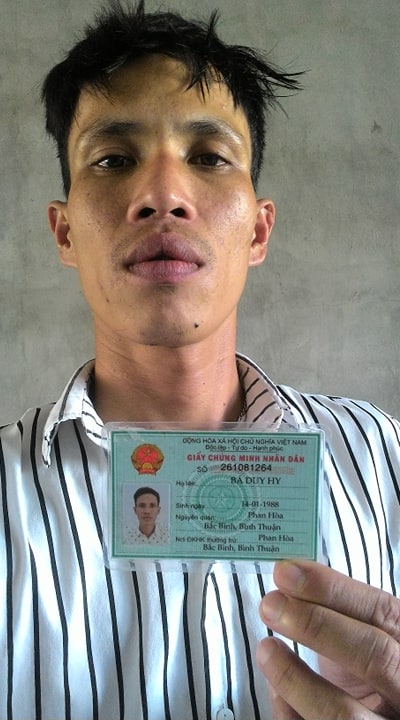 CỘNG HÒA XÃ HỘI CHỦ NGHĨA VIỆT NAM
Độc lập - Tự do - Hạnh phúc
GIẤY CHỨNG MINH NHÂN DÂN
SỐ 261081264
Họ tên: BÁ DUY HY
Sinh ngày 14-01-1988
Nguyên quán: Phan Hòa
Bắc Bình, Bình Thuận
Nơi ĐKHK thường trú: Phan Hòa
Bắc Bình, Bình Thuận